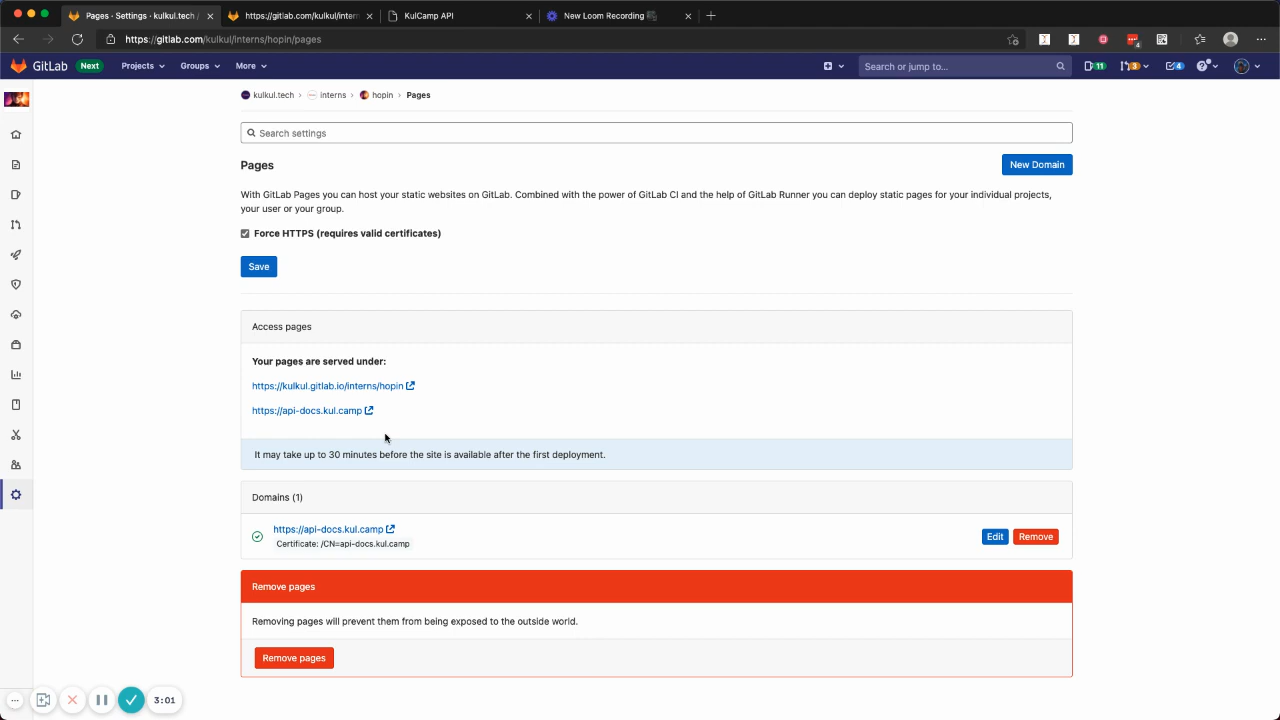 Pages · Settings · kulkul.tech /
https://gitlab.com/kulkul/intern
KulCamp API
New Loom Recording
https://gitlab.com/kulkul/interns/hopin/pages
4
GitLab Next Projects Groups More Search or jump to... 11 3 4
kulkul.tech › interns › hopin › Pages
Search settings
Pages
New Domain
With GitLab Pages you can host your static websites on GitLab. Combined with the power of GitLab CI and the help of GitLab Runner you can deploy static pages for your individual projects,
your user or your group.
Force HTTPS (requires valid certificates)
Save
Access pages
Your pages are served under:
https://kulkul.gitlab.io/interns/hopin
https://api-docs.kul.camp
It may take up to 30 minutes before the site is available after the first deployment.
Domains (1)
https://api-docs.kul.camp
Certificate: /CN=api-docs.kul.camp
Edit Remove
Remove pages
Removing pages will prevent them from being exposed to the outside world.
Remove pages
3:01